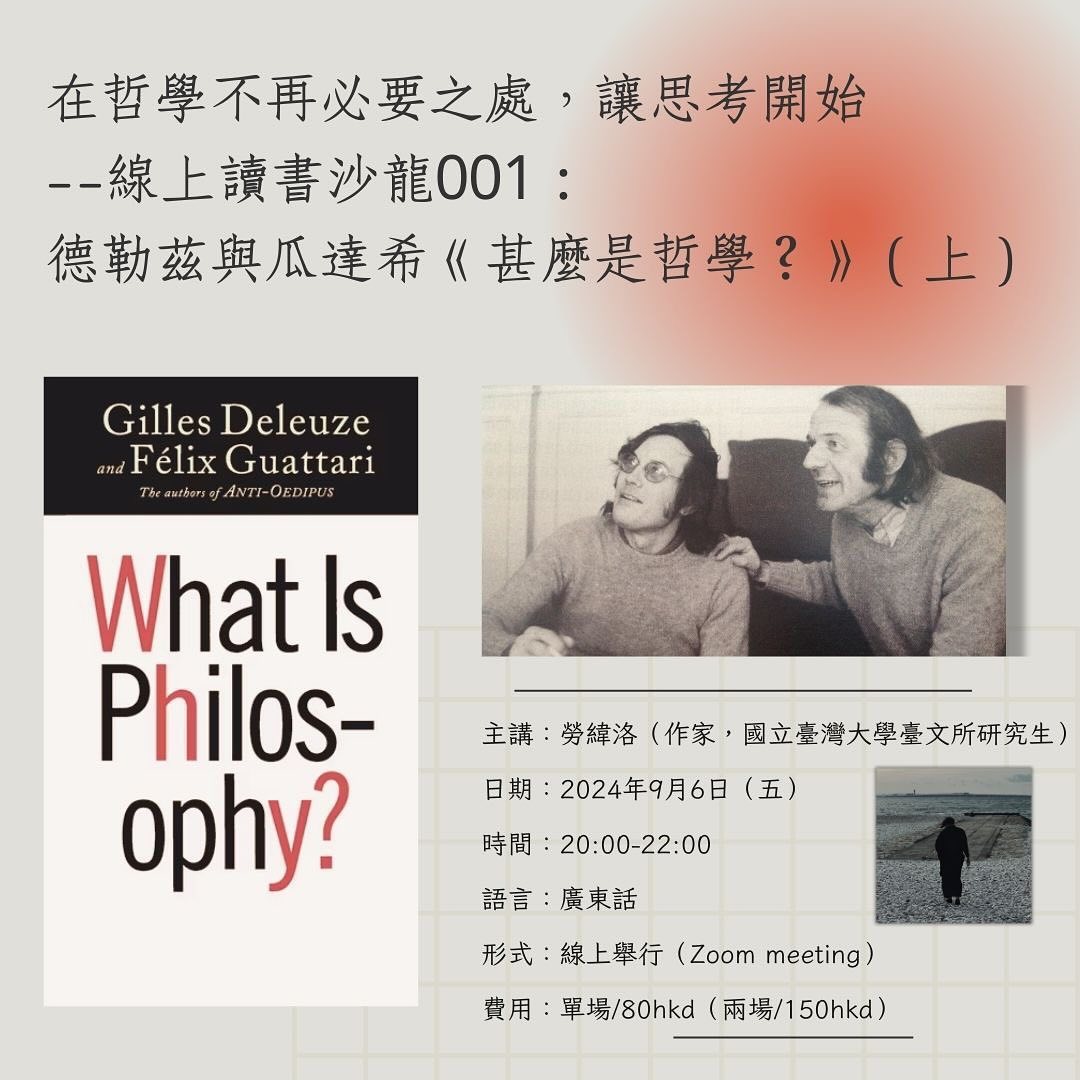 在哲學不再必要之處，讓思考開始
--線上讀書沙龍001：
德勒茲與瓜達希《甚麼是哲學？》（上）
Gilles Deleuze
and Félix Guattari
The authors of ANTI-OEDIPUS
What Is
Philos-
ophy?
主講：勞緯洛（作家，國立臺灣大學臺文所研究生）
日期：2024年9月6日（五）
時間：20:00-22:00
語言：廣東話
形式：線上舉行（Zoom meeting）
費用：單場/80hkd（兩場/150hkd）